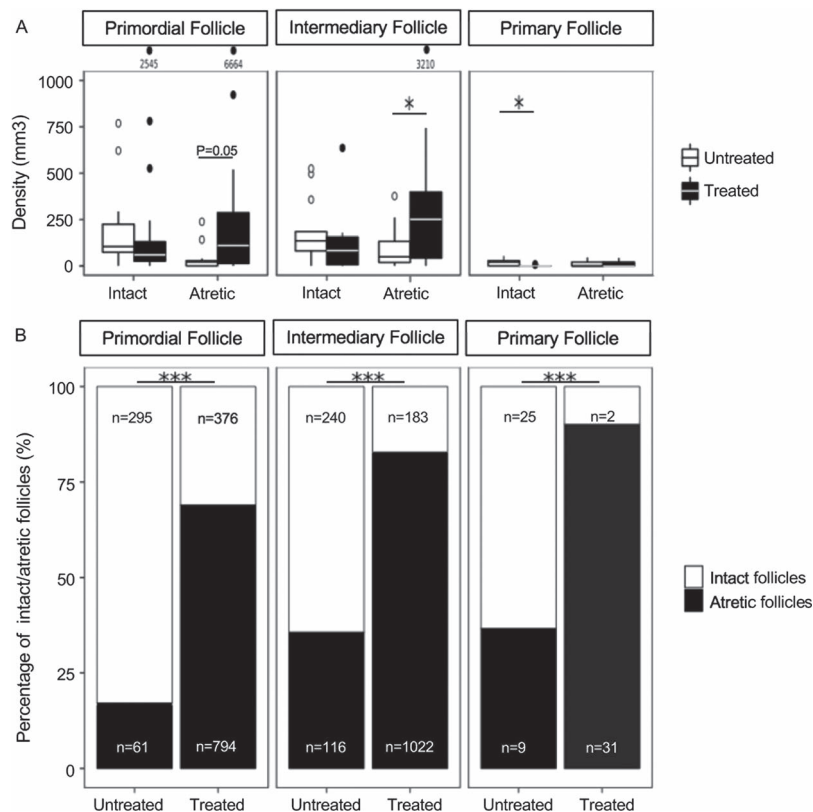 A
Primordial Follicle Intermediary Follicle Primary Follicle
2545 6664 3210
1000
750
500
250
0
Density (mm3)
P=0.05
*
*
Untreated
Treated
Intact Atretic Intact Atretic Intact Atretic
B
Primordial Follicle Intermediary Follicle Primary Follicle
*** *** ***
100
75
50
25
0
Percentage of intact/atretic follicles (%)
n=295 n=376 n=240 n=183 n=25 n=2
Intact follicles
Atretic follicles
n=61 n=794 n=116 n=1022 n=9 n=31
Untreated Treated Untreated Treated Untreated Treated